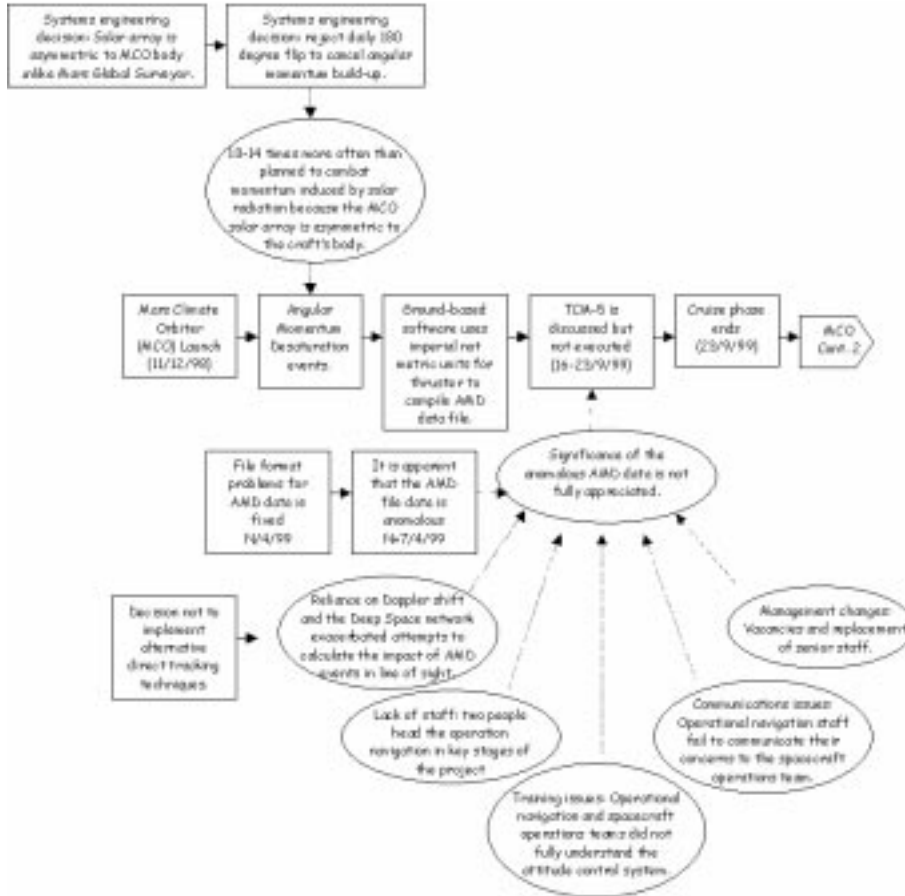 Systems engineering
decision: Solar array is
asymmetric to MCO body
unlike Mars Global Surveyor.
Systems engineering
decision: reject daily 180
degree flip to cancel angular
momentum build-up.
times more often than
planned to combat
momentum induced by solar
radiation because the MCO
solar array is asymmetric to
the craft's body.
Mars Climate
Orbiter
(MCO) Launch
(11/12/98)
Angular
Momentum
Desaturation
events.
Ground-based
software uses
imperial not
metric units for
thruster to
compile AMD
data file.
TCM-5 is
discussed but
not executed
(16-23/9/99)
Cruise phase
ends
(23/9/99)
MCO
Cont. 2
Significance of the
anomalous AMD data is not
fully appreciated.
File format
problems for
AMD data is
fixed
/4/99
It is apparent
that the AMD
file data is
anomalous
7/4/99
Reliance on Doppler shift
and the Deep Space network
exacerbated attempts to
calculate the impact of AMD
events in line of sight.
Decision not to
implement
alternative
direct tracking
techniques
Management changes:
Vacancies and replacement
of senior staff.
Lack of staff: two people
head the operation
navigation in key stages of
the project
Communications issues:
Operational navigation staff
fail to communicate their
concerns to the spacecraft
operations team.
Training issues: Operational
navigation and spacecraft
operations teams did not
fully understand the
attitude control system.